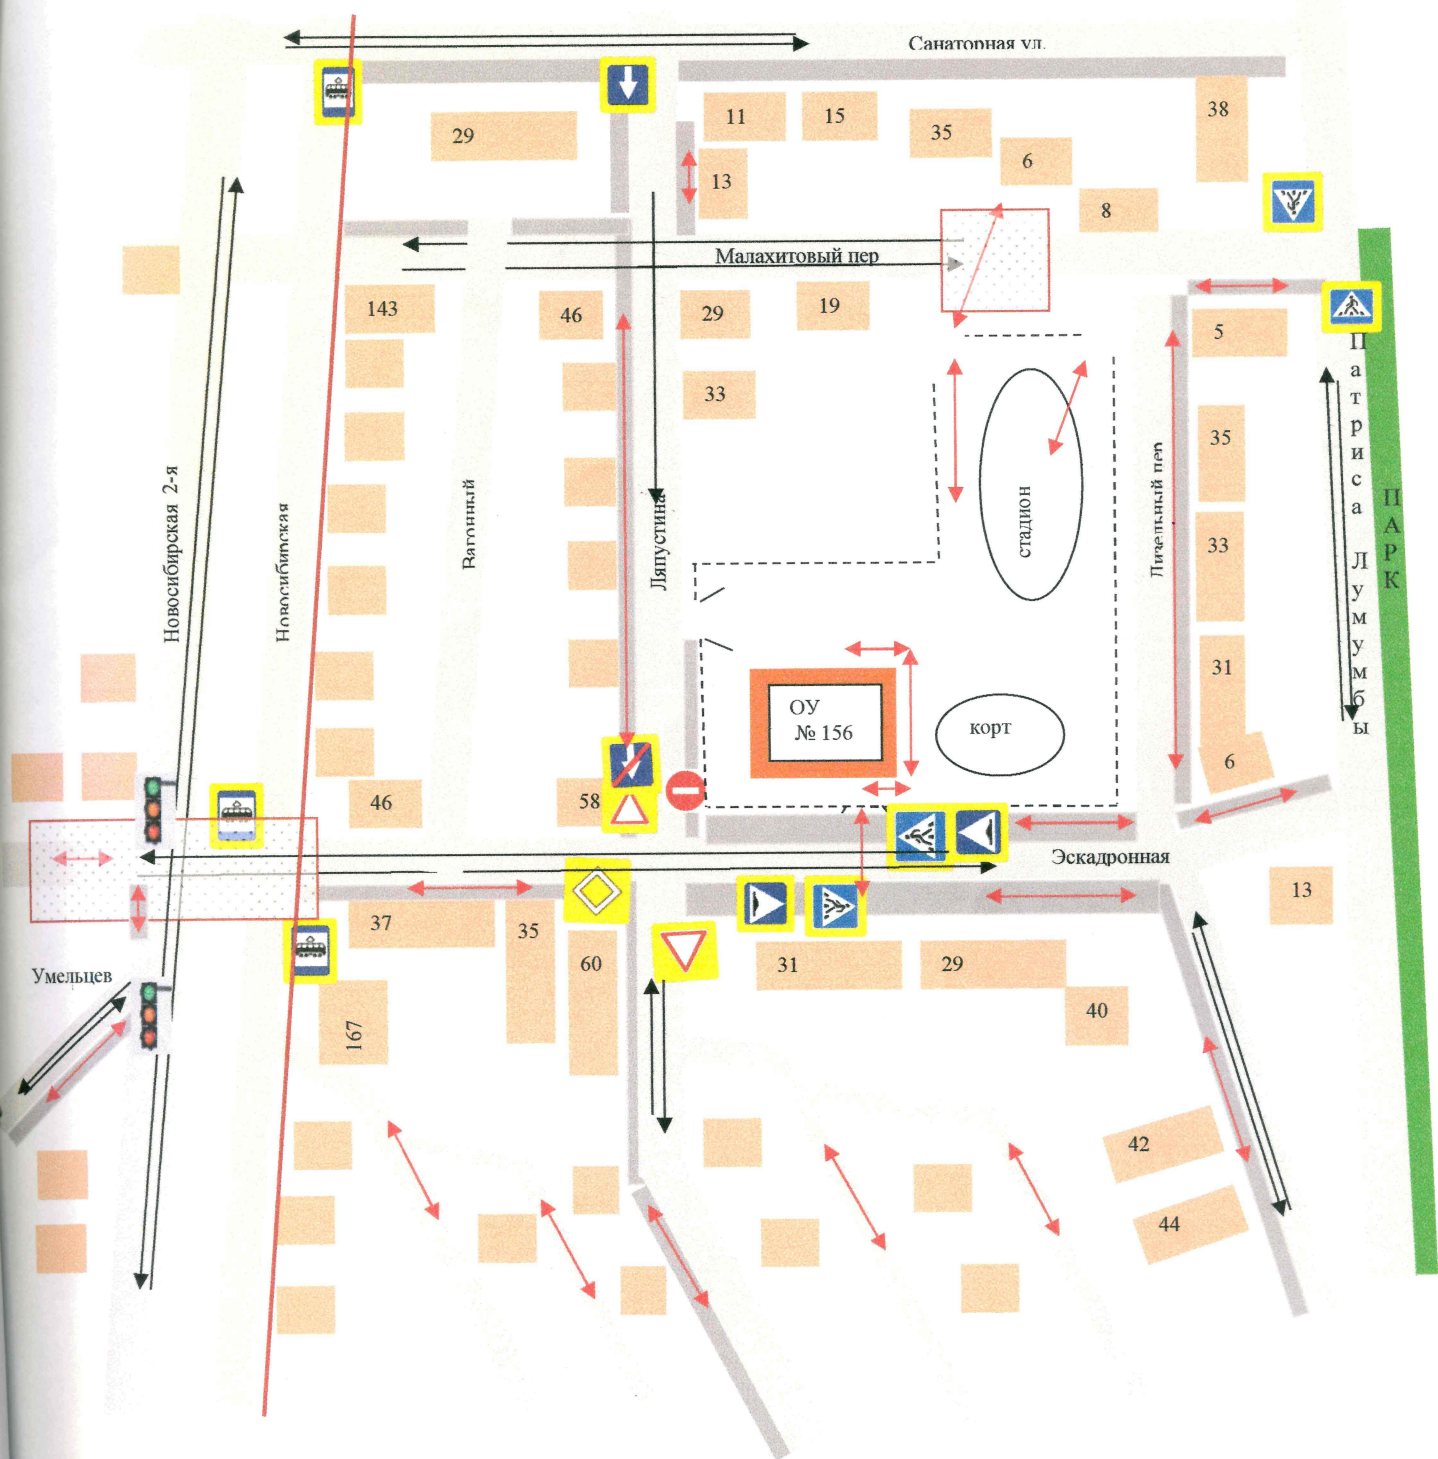 Санаторная ул.
29
11
15
35
6
38
13
8
Малахитовый пер
143
46
29
19
5
33
35
33
31
6
Новосибирская 2-я
Новосибирская
Вагонный
Ляпустина
стадион
Дизельный пер
Патриса Лумумбы
ПАРК
ОУ
№ 156
корт
46
58
Эскадронная
37
35
60
31
29
13
40
Умельцев
167
42
44